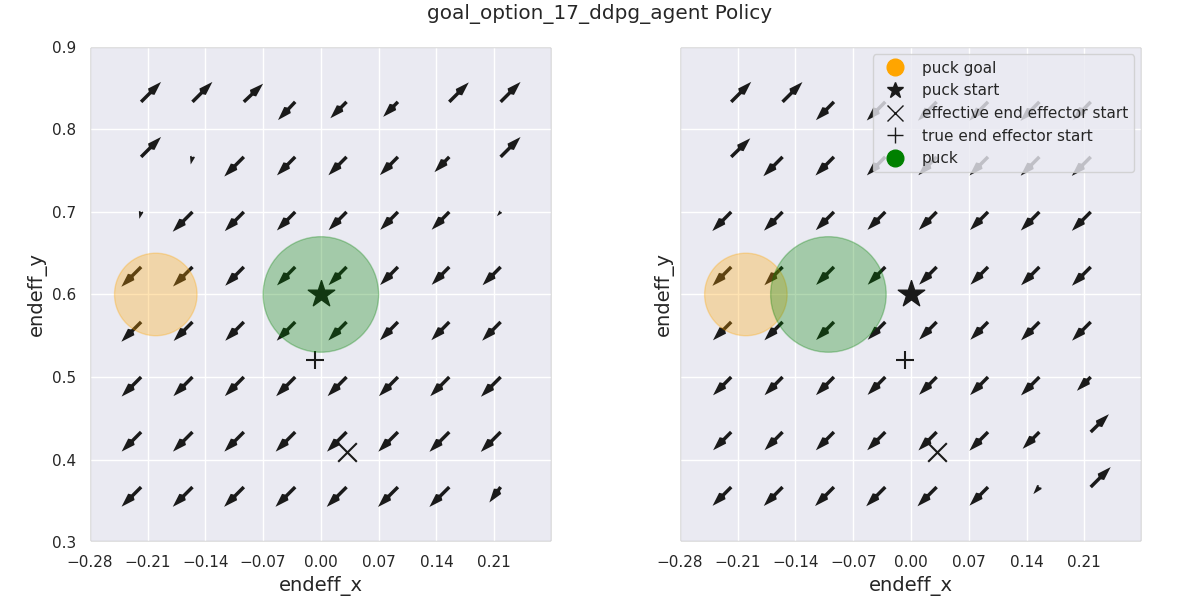 goal_option_17_ddpg_agent Policy
0.9
0.8
0.7
0.6
0.5
0.4
0.3
endeff_y
−0.28 −0.21 −0.14 −0.07 0.00 0.07 0.14 0.21
endeff_x
puck goal
puck start
effective end effector start
true end effector start
puck
endeff_y
−0.28 −0.21 −0.14 −0.07 0.00 0.07 0.14 0.21
endeff_x